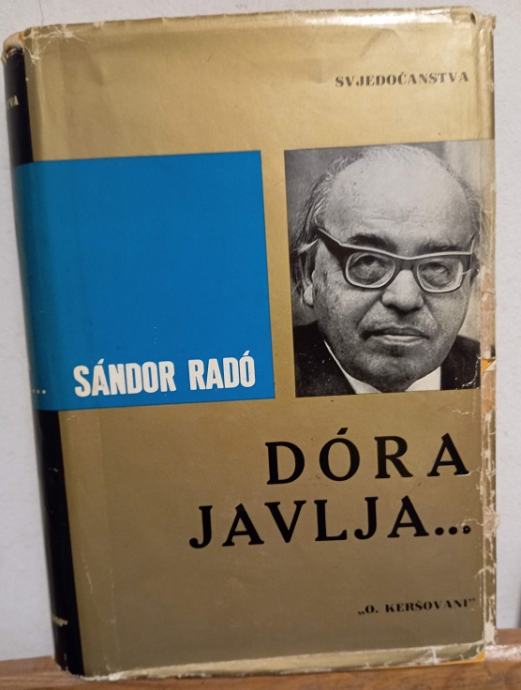 SVJEDOČANSTVA
SÁNDOR RADÓ
DÓRA
JAVLJA...
„O. KERŠOVANI”